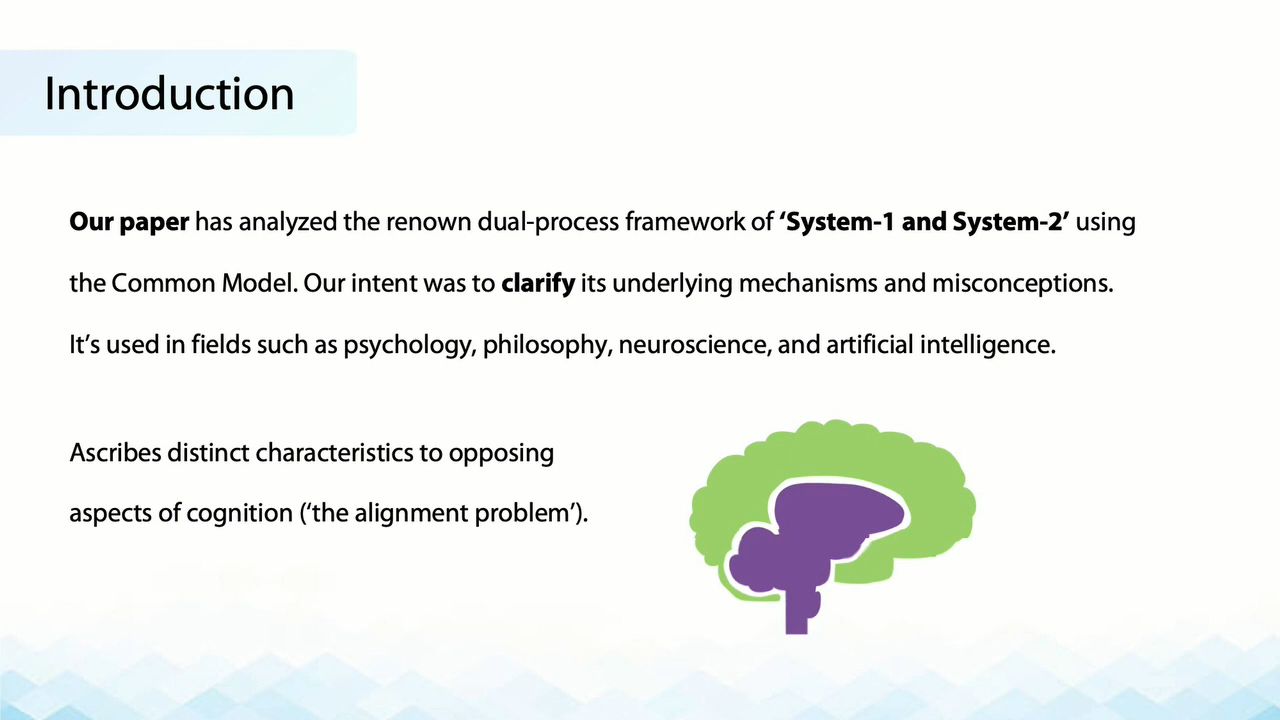 Introduction
Our paper has analyzed the renown dual-process framework of ‘System-1 and System-2’ using
the Common Model. Our intent was to clarify its underlying mechanisms and misconceptions.
It’s used in fields such as psychology, philosophy, neuroscience, and artificial intelligence.
Ascribes distinct characteristics to opposing
aspects of cognition (‘the alignment problem’).